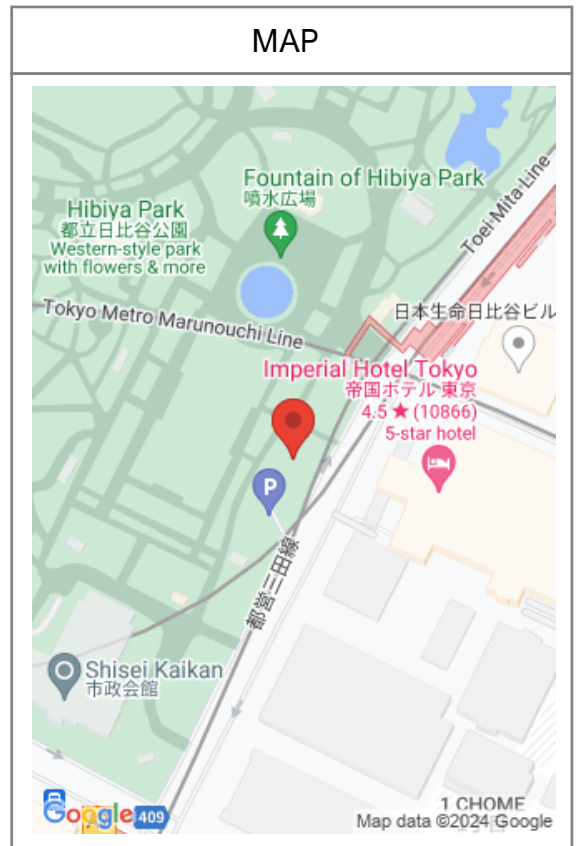 MAP
Fountain of Hibiya Park
噴水広場
Hibiya Park
都立日比谷公園
Western-style park
with flowers & more
Toei Mita Line
Tokyo Metro Marunouchi Line
日本生命日比谷ビル
Imperial Hotel Tokyo
帝国ホテル 東京
4.5 ★ (10866)
5-star hotel
P
都営三田線
Shisei Kaikan
市政会館
Google
409
1 CHOME
Map data ©2024 Google